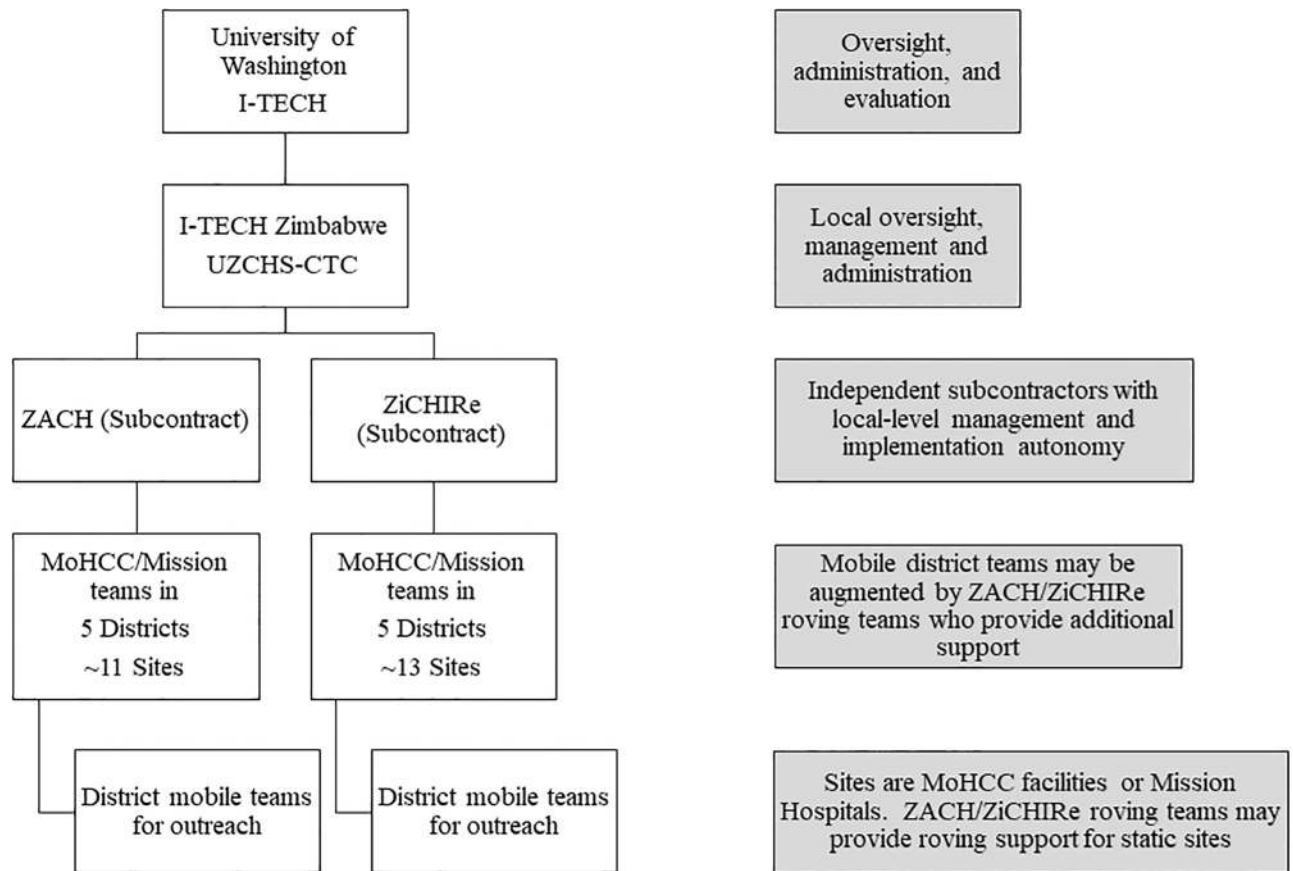 University of
Washington
I-TECH
Oversight,
administration, and
evaluation
I-TECH Zimbabwe
UZCHS-CTC
Local oversight,
management and
administration
ZACH (Subcontract)
ZiCHIRe
(Subcontract)
Independent subcontractors with
local-level management and
implementation autonomy
MoHCC/Mission
teams in
5 Districts
~11 Sites
MoHCC/Mission
teams in
5 Districts
~13 Sites
Mobile district teams may be
augmented by ZACH/ZiCHIRe
roving teams who provide additional
support
District mobile teams
for outreach
District mobile teams
for outreach
Sites are MoHCC facilities or Mission
Hospitals. ZACH/ZiCHIRe roving teams may
provide roving support for static sites